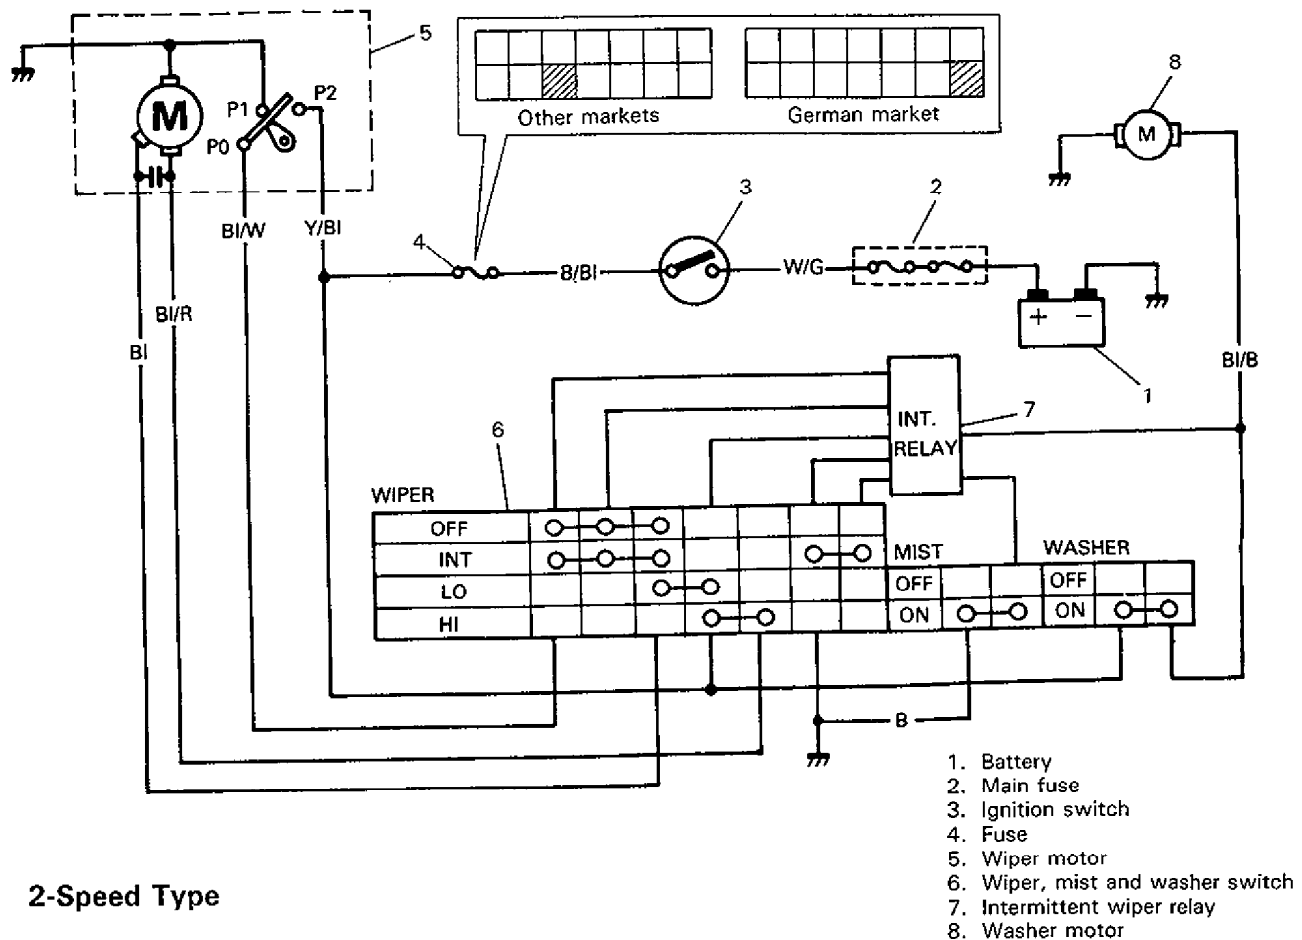 5
Other markets
German market
8
M
P1
P2
P0
M
3
2
Bl/W
Y/Bl
4
B/Bl
W/G
+
−
Bl/R
Bl
Bl/B
1
INT.
RELAY
7
6
WIPER
OFF
INT
LO
HI
MIST
OFF
ON
WASHER
OFF
ON
B
1. Battery
2. Main fuse
3. Ignition switch
4. Fuse
5. Wiper motor
6. Wiper, mist and washer switch
7. Intermittent wiper relay
8. Washer motor
2-Speed Type